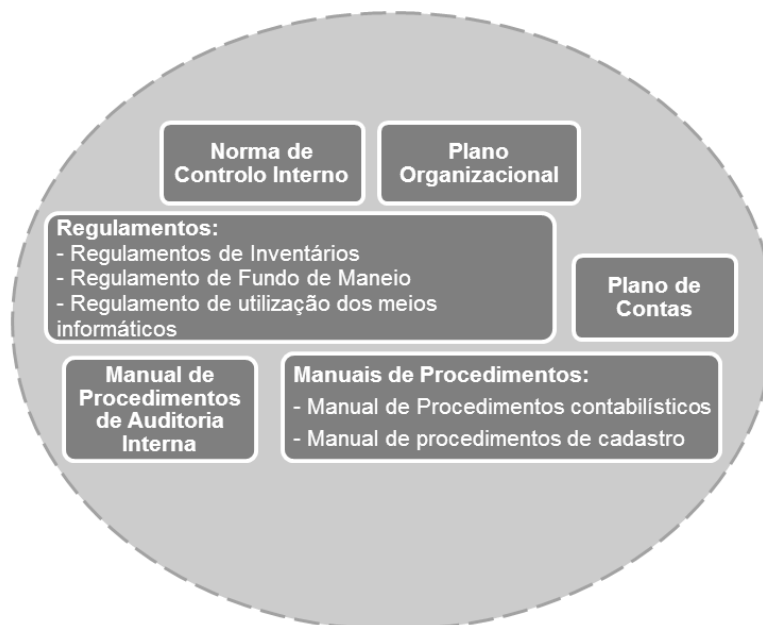 Norma de
Controlo Interno
Plano
Organizacional
Regulamentos:
- Regulamentos de Inventários
- Regulamento de Fundo de Maneio
- Regulamento de utilização dos meios
informáticos
Plano de
Contas
Manual de
Procedimentos
de Auditoria
Interna
Manuais de Procedimentos:
- Manual de Procedimentos contabilísticos
- Manual de procedimentos de cadastro